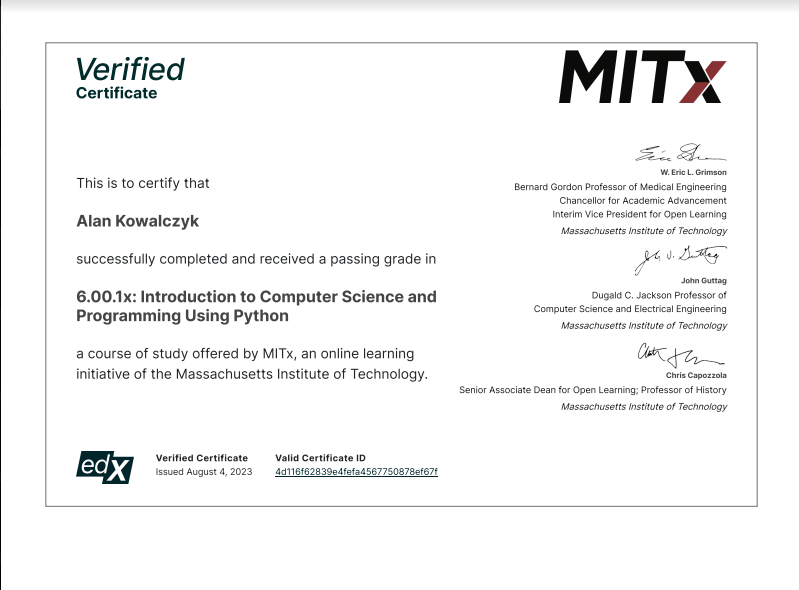 Verified
Certificate
MITx
This is to certify that
Alan Kowalczyk
successfully completed and received a passing grade in
6.00.1x: Introduction to Computer Science and
Programming Using Python
a course of study offered by MITx, an online learning
initiative of the Massachusetts Institute of Technology.
W. Eric L. Grimson
Bernard Gordon Professor of Medical Engineering
Chancellor for Academic Advancement
Interim Vice President for Open Learning
Massachusetts Institute of Technology
John Guttag
Dugald C. Jackson Professor of
Computer Science and Electrical Engineering
Massachusetts Institute of Technology
Chris Capozzola
Senior Associate Dean for Open Learning; Professor of History
Massachusetts Institute of Technology
edX
Verified Certificate
Issued August 4, 2023
Valid Certificate ID
4d116f62839e4fefa4567750878ef67f